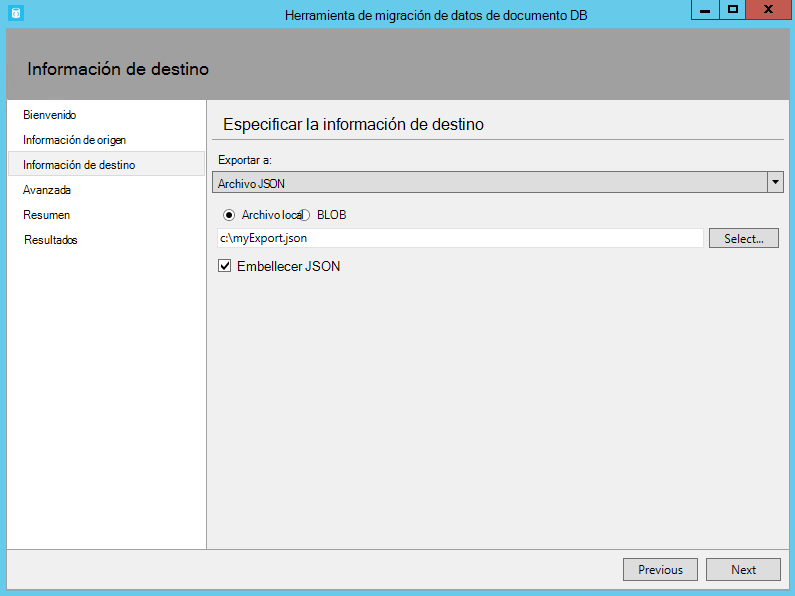 Herramienta de migración de datos de documento DB
Información de destino
Bienvenido
Información de origen
Información de destino
Avanzada
Resumen
Resultados
Especificar la información de destino
Exportar a:
Archivo JSON
Archivo local BLOB
c:\myExport.json
Select...
Embellecer JSON
Previous
Next